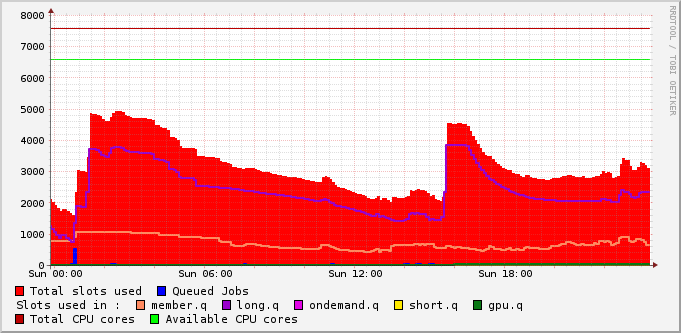 8000
7000
6000
5000
4000
3000
2000
1000
0
Sun 00:00 Sun 06:00 Sun 12:00 Sun 18:00
RRDTOOL / TOBI OETIKER
Total slots used Queued Jobs
Slots used in : member.q long.q ondemand.q short.q gpu.q
Total CPU cores Available CPU cores